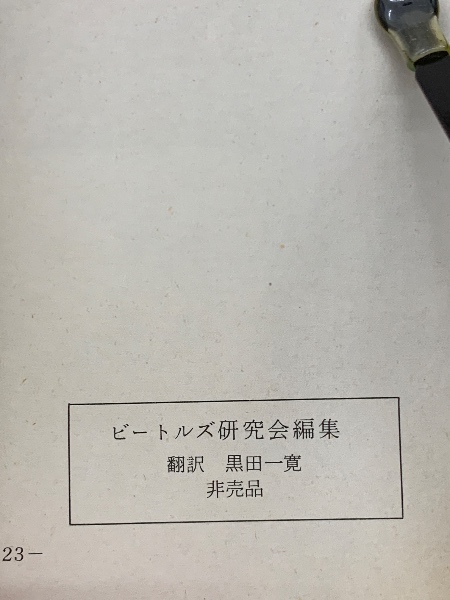 ビートルズ研究会編集
翻訳 黒田一寛
非売品
23－